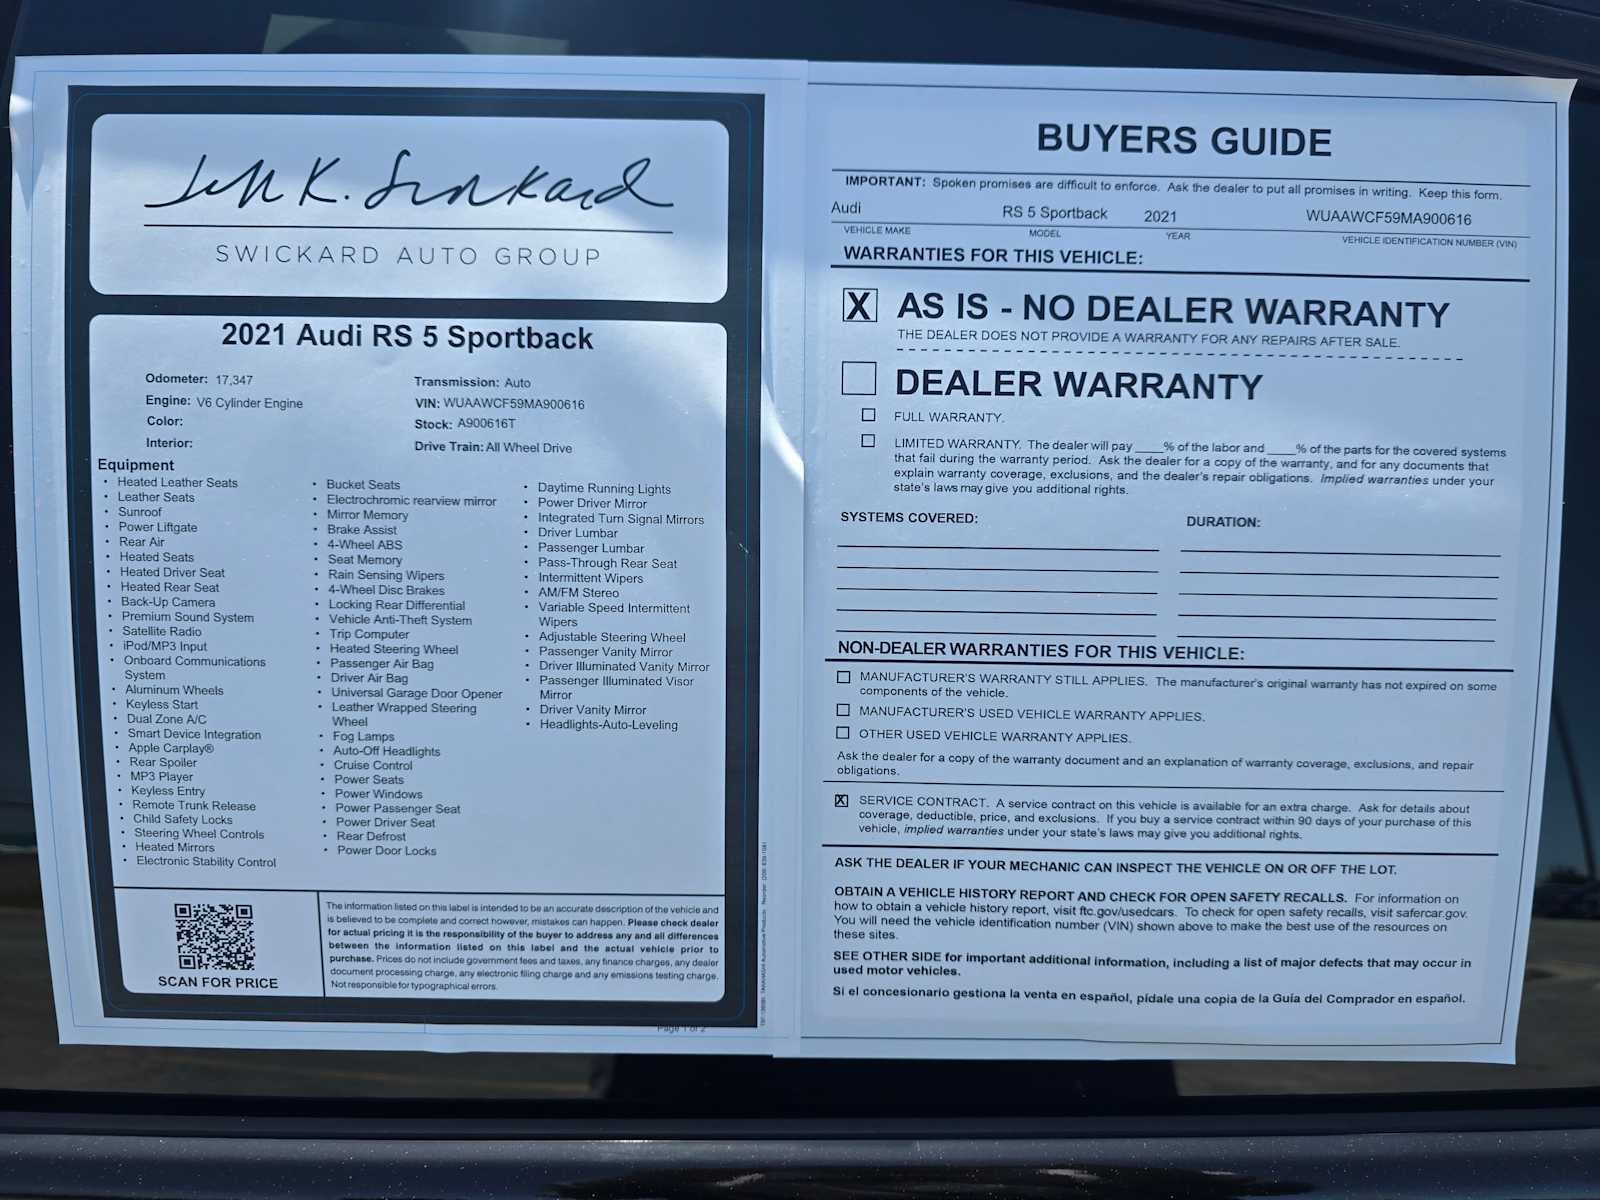 Jeff K. Swickard
SWICKARD AUTO GROUP
2021 Audi RS 5 Sportback
Odometer: 17,347
Engine: V6 Cylinder Engine
Color:
Interior:
Transmission: Auto
VIN: WUAAWCF59MA900616
Stock: A900616T
Drive Train: All Wheel Drive
Equipment
• Heated Leather Seats
• Leather Seats
• Sunroof
• Power Liftgate
• Rear Air
• Heated Seats
• Heated Driver Seat
• Heated Rear Seat
• Back-Up Camera
• Premium Sound System
• Satellite Radio
• iPod/MP3 Input
• Onboard Communications
System
• Aluminum Wheels
• Keyless Start
• Dual Zone A/C
• Smart Device Integration
• Apple Carplay®
• Rear Spoiler
• MP3 Player
• Keyless Entry
• Remote Trunk Release
• Child Safety Locks
• Steering Wheel Controls
• Heated Mirrors
• Electronic Stability Control
• Bucket Seats
• Electrochromic rearview mirror
• Mirror Memory
• Brake Assist
• 4-Wheel ABS
• Seat Memory
• Rain Sensing Wipers
• 4-Wheel Disc Brakes
• Locking Rear Differential
• Vehicle Anti-Theft System
• Trip Computer
• Heated Steering Wheel
• Passenger Air Bag
• Driver Air Bag
• Universal Garage Door Opener
• Leather Wrapped Steering
Wheel
• Fog Lamps
• Auto-Off Headlights
• Cruise Control
• Power Seats
• Power Windows
• Power Passenger Seat
• Power Driver Seat
• Rear Defrost
• Power Door Locks
• Daytime Running Lights
• Power Driver Mirror
• Integrated Turn Signal Mirrors
• Driver Lumbar
• Passenger Lumbar
• Pass-Through Rear Seat
• Intermittent Wipers
• AM/FM Stereo
• Variable Speed Intermittent
Wipers
• Adjustable Steering Wheel
• Passenger Vanity Mirror
• Driver Illuminated Vanity Mirror
• Passenger Illuminated Visor
Mirror
• Driver Vanity Mirror
• Headlights-Auto-Leveling
SCAN FOR PRICE
The information listed on this label is intended to be an accurate description of the vehicle and
is believed to be complete and correct however, mistakes can happen. Please check dealer
for actual pricing it is the responsibility of the buyer to address any and all differences
between the information listed on this label and the actual vehicle prior to
purchase. Prices do not include government fees and taxes, any finance charges, any dealer
document processing charge, any electronic filing charge and any emissions testing charge.
Not responsible for typographical errors.
Page 1 of 2
BUYERS GUIDE
IMPORTANT: Spoken promises are difficult to enforce. Ask the dealer to put all promises in writing. Keep this form.
Audi RS 5 Sportback 2021 WUAAWCF59MA900616
VEHICLE MAKE MODEL YEAR VEHICLE IDENTIFICATION NUMBER (VIN)
WARRANTIES FOR THIS VEHICLE:
X AS IS - NO DEALER WARRANTY
THE DEALER DOES NOT PROVIDE A WARRANTY FOR ANY REPAIRS AFTER SALE.
DEALER WARRANTY
FULL WARRANTY.
LIMITED WARRANTY. The dealer will pay ____% of the labor and ____% of the parts for the covered systems
that fail during the warranty period. Ask the dealer for a copy of the warranty, and for any documents that
explain warranty coverage, exclusions, and the dealer's repair obligations. Implied warranties under your
state's laws may give you additional rights.
SYSTEMS COVERED: DURATION:
NON-DEALER WARRANTIES FOR THIS VEHICLE:
MANUFACTURER'S WARRANTY STILL APPLIES. The manufacturer's original warranty has not expired on some
components of the vehicle.
MANUFACTURER'S USED VEHICLE WARRANTY APPLIES.
OTHER USED VEHICLE WARRANTY APPLIES.
Ask the dealer for a copy of the warranty document and an explanation of warranty coverage, exclusions, and repair
obligations.
X SERVICE CONTRACT. A service contract on this vehicle is available for an extra charge. Ask for details about
coverage, deductible, price, and exclusions. If you buy a service contract within 90 days of your purchase of this
vehicle, implied warranties under your state's laws may give you additional rights.
ASK THE DEALER IF YOUR MECHANIC CAN INSPECT THE VEHICLE ON OR OFF THE LOT.
OBTAIN A VEHICLE HISTORY REPORT AND CHECK FOR OPEN SAFETY RECALLS. For information on
how to obtain a vehicle history report, visit ftc.gov/usedcars. To check for open safety recalls, visit safercar.gov.
You will need the vehicle identification number (VIN) shown above to make the best use of the resources on
these sites.
SEE OTHER SIDE for important additional information, including a list of major defects that may occur in
used motor vehicles.
Si el concesionario gestiona la venta en español, pídale una copia de la Guía del Comprador en español.